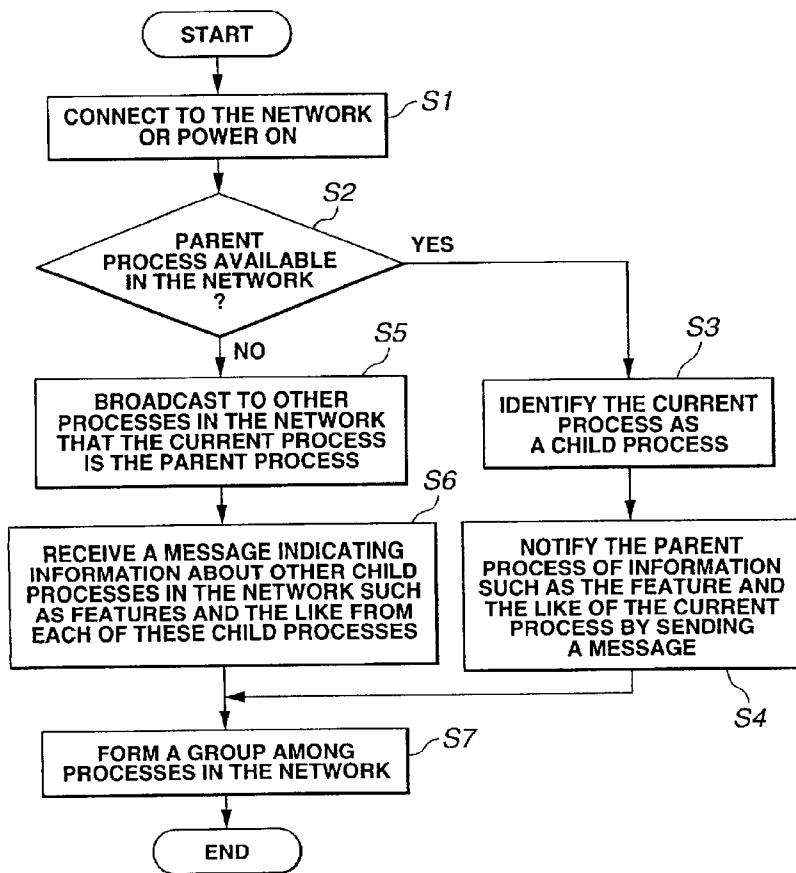 START
CONNECT TO THE NETWORK
OR POWER ON
S1
PARENT
PROCESS AVAILABLE
IN THE NETWORK
?
S2
YES
NO
S5
BROADCAST TO OTHER
PROCESSES IN THE NETWORK
THAT THE CURRENT PROCESS
IS THE PARENT PROCESS
S3
IDENTIFY THE CURRENT
PROCESS AS
A CHILD PROCESS
S6
RECEIVE A MESSAGE INDICATING
INFORMATION ABOUT OTHER CHILD
PROCESSES IN THE NETWORK SUCH
AS FEATURES AND THE LIKE FROM
EACH OF THESE CHILD PROCESSES
NOTIFY THE PARENT
PROCESS OF INFORMATION
SUCH AS THE FEATURE AND
THE LIKE OF THE CURRENT
PROCESS BY SENDING
A MESSAGE
S4
FORM A GROUP AMONG
PROCESSES IN THE NETWORK
S7
END